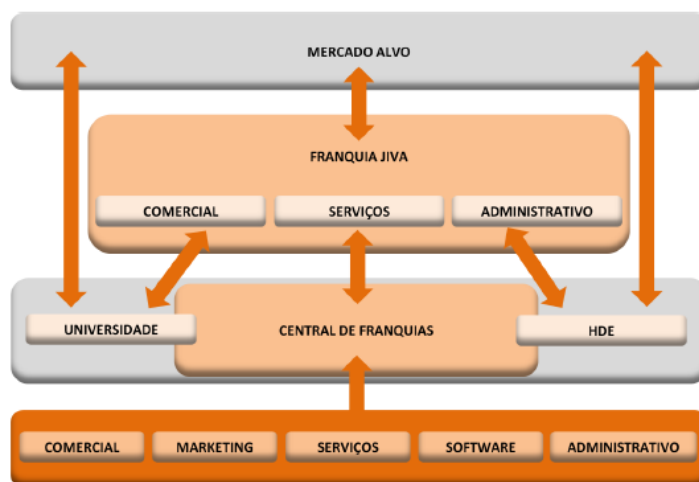 MERCADO ALVO
FRANQUIA JIVA
COMERCIAL
SERVIÇOS
ADMINISTRATIVO
UNIVERSIDADE
CENTRAL DE FRANQUIAS
HDE
COMERCIAL
MARKETING
SERVIÇOS
SOFTWARE
ADMINISTRATIVO